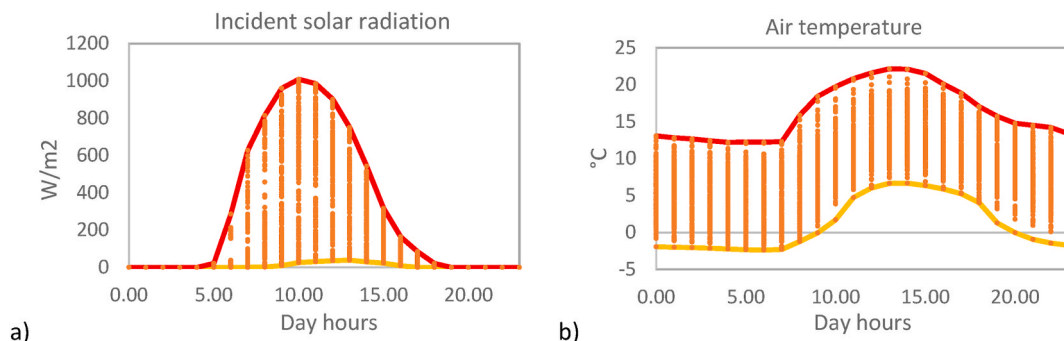 Incident solar radiation
1200
1000
800
600
400
200
0
W/m2
0.00 5.00 10.00 15.00 20.00
Day hours
a)
Air temperature
25
20
15
10
5
0
-5
°C
0.00 5.00 10.00 15.00 20.00
Day hours
b)